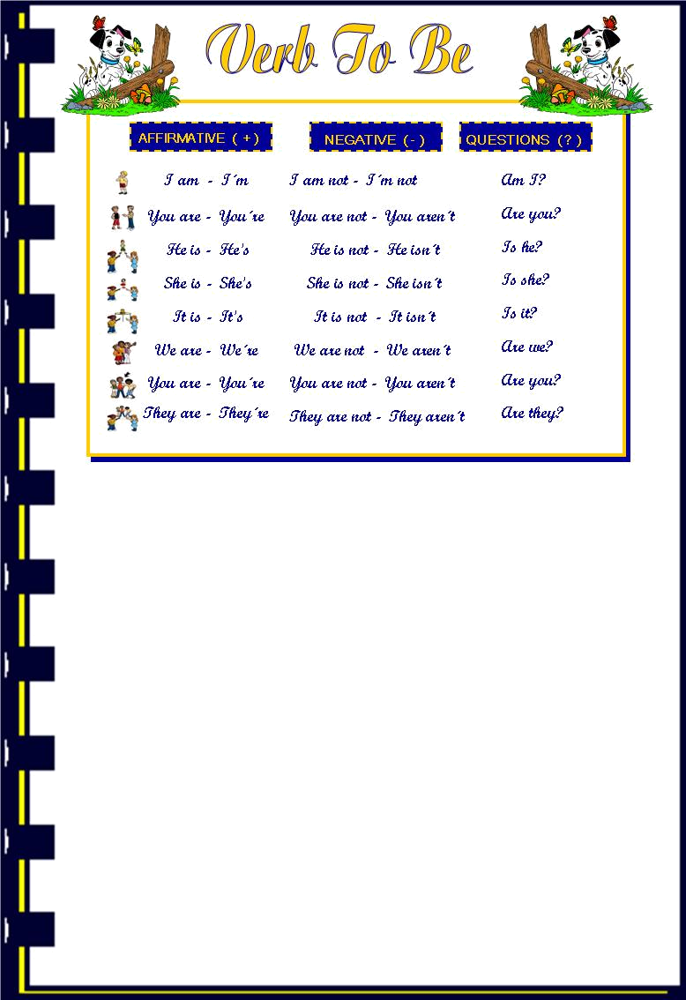 Verb To Be
AFFIRMATIVE ( + ) NEGATIVE ( - ) QUESTIONS ( ? )
I am - I´m I am not - I´m not Am I?
You are - You´re You are not - You aren´t Are you?
He is - He's He is not - He isn´t Is he?
She is - She's She is not - She isn´t Is she?
It is - It's It is not - It isn´t Is it?
We are - We´re We are not - We aren´t Are we?
You are - You´re You are not - You aren´t Are you?
They are - They´re They are not - They aren´t Are they?